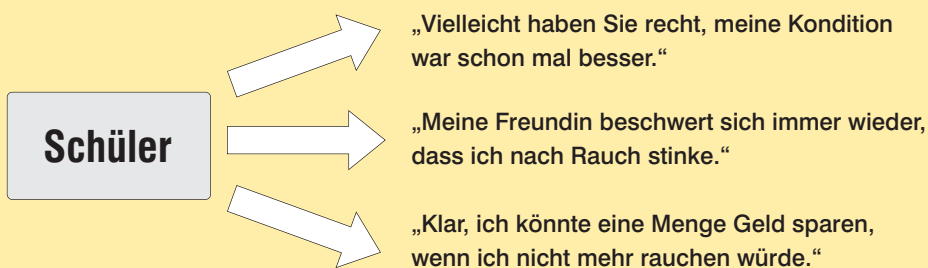 „Vielleicht haben Sie recht, meine Kondition
war schon mal besser.“
Schüler
„Meine Freundin beschwert sich immer wieder,
dass ich nach Rauch stinke.“
„Klar, ich könnte eine Menge Geld sparen,
wenn ich nicht mehr rauchen würde.“